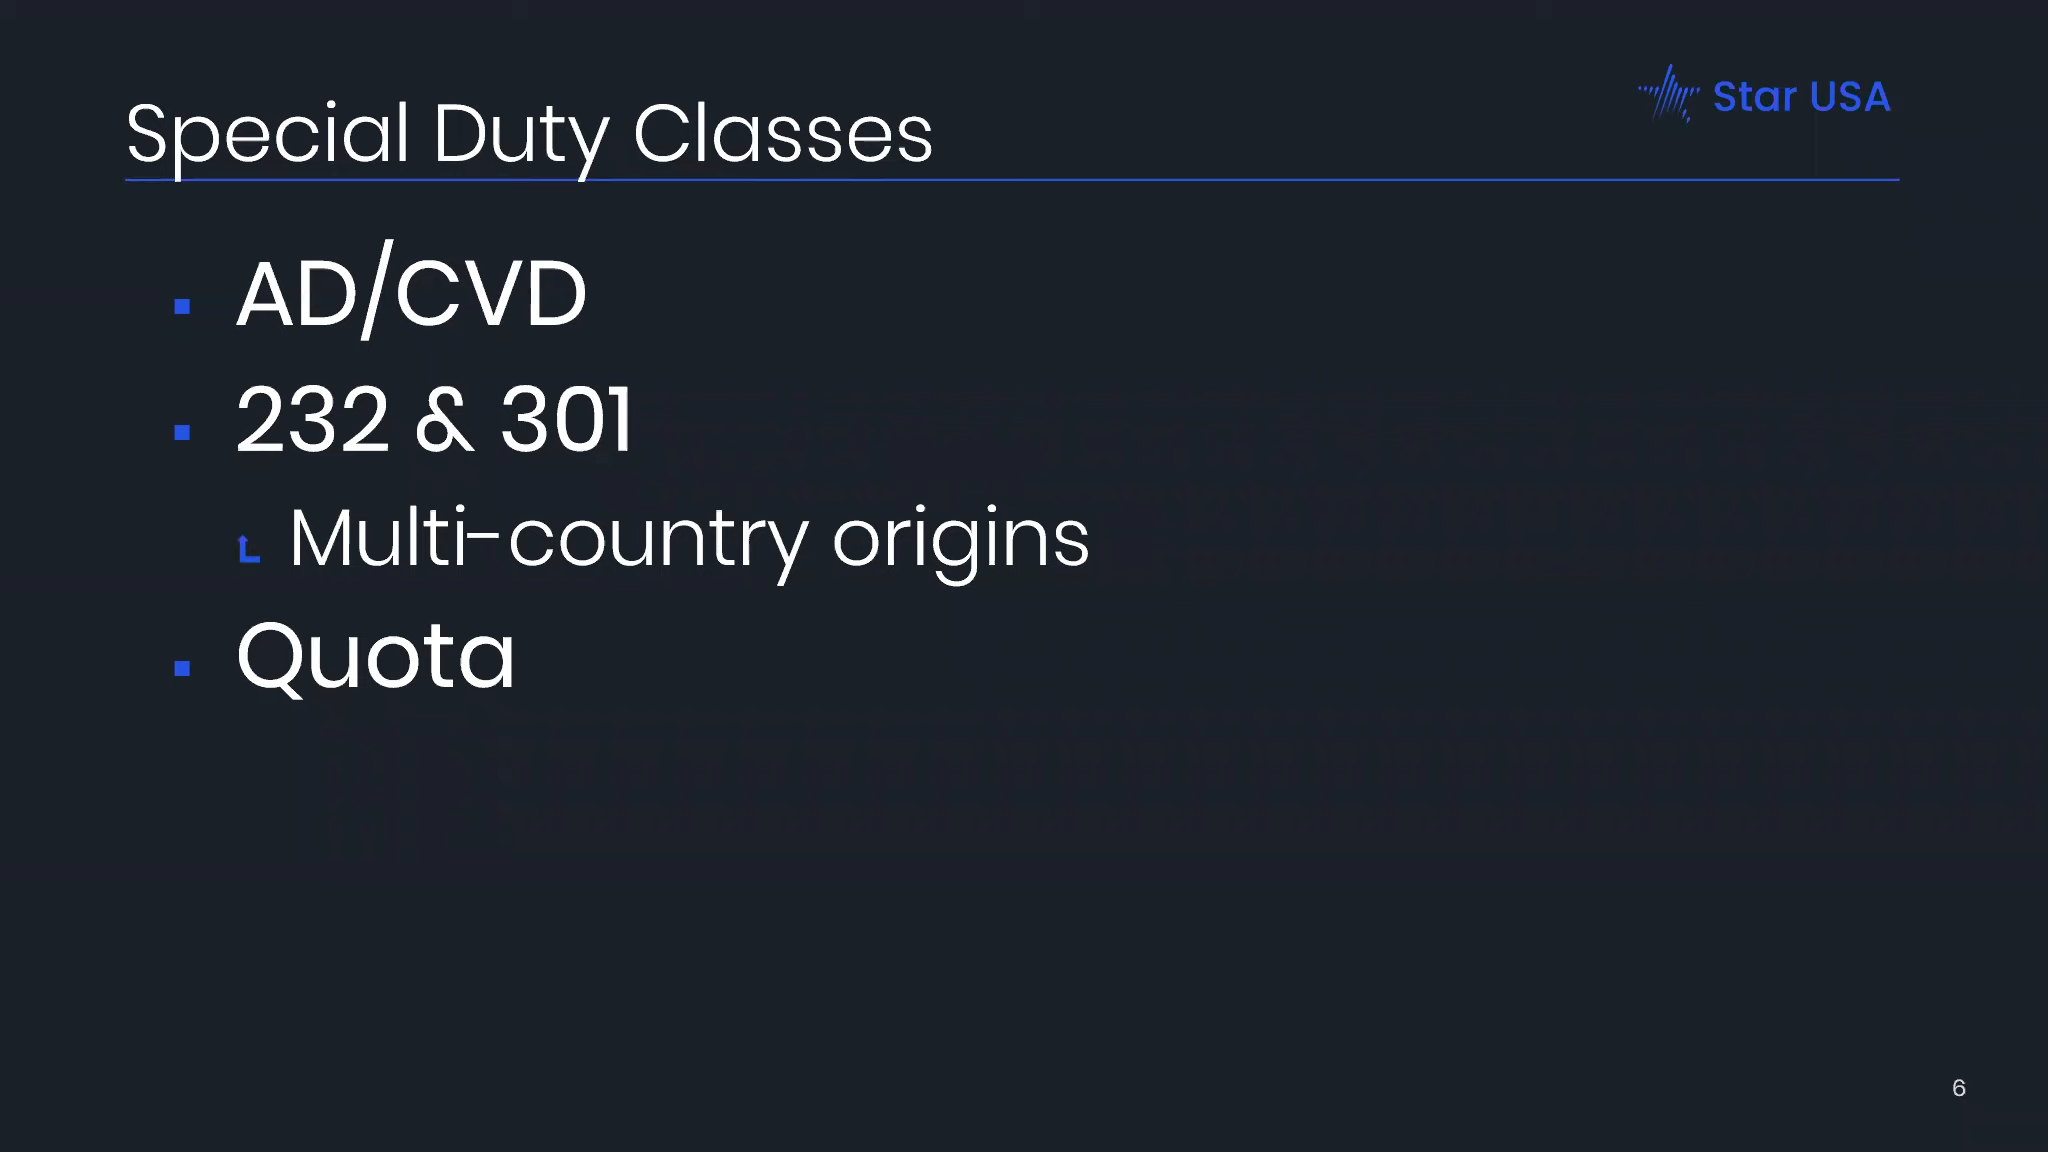 Star USA
Special Duty Classes
AD/CVD
232 & 301
Multi-country origins
Quota
6